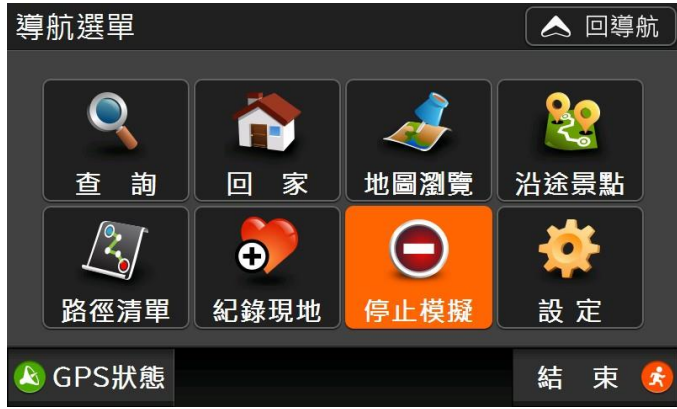 導航選單
回導航
查 詢
回 家
地圖瀏覽
沿途景點
路徑清單
紀錄現地
停止模擬
設 定
GPS狀態
結 束